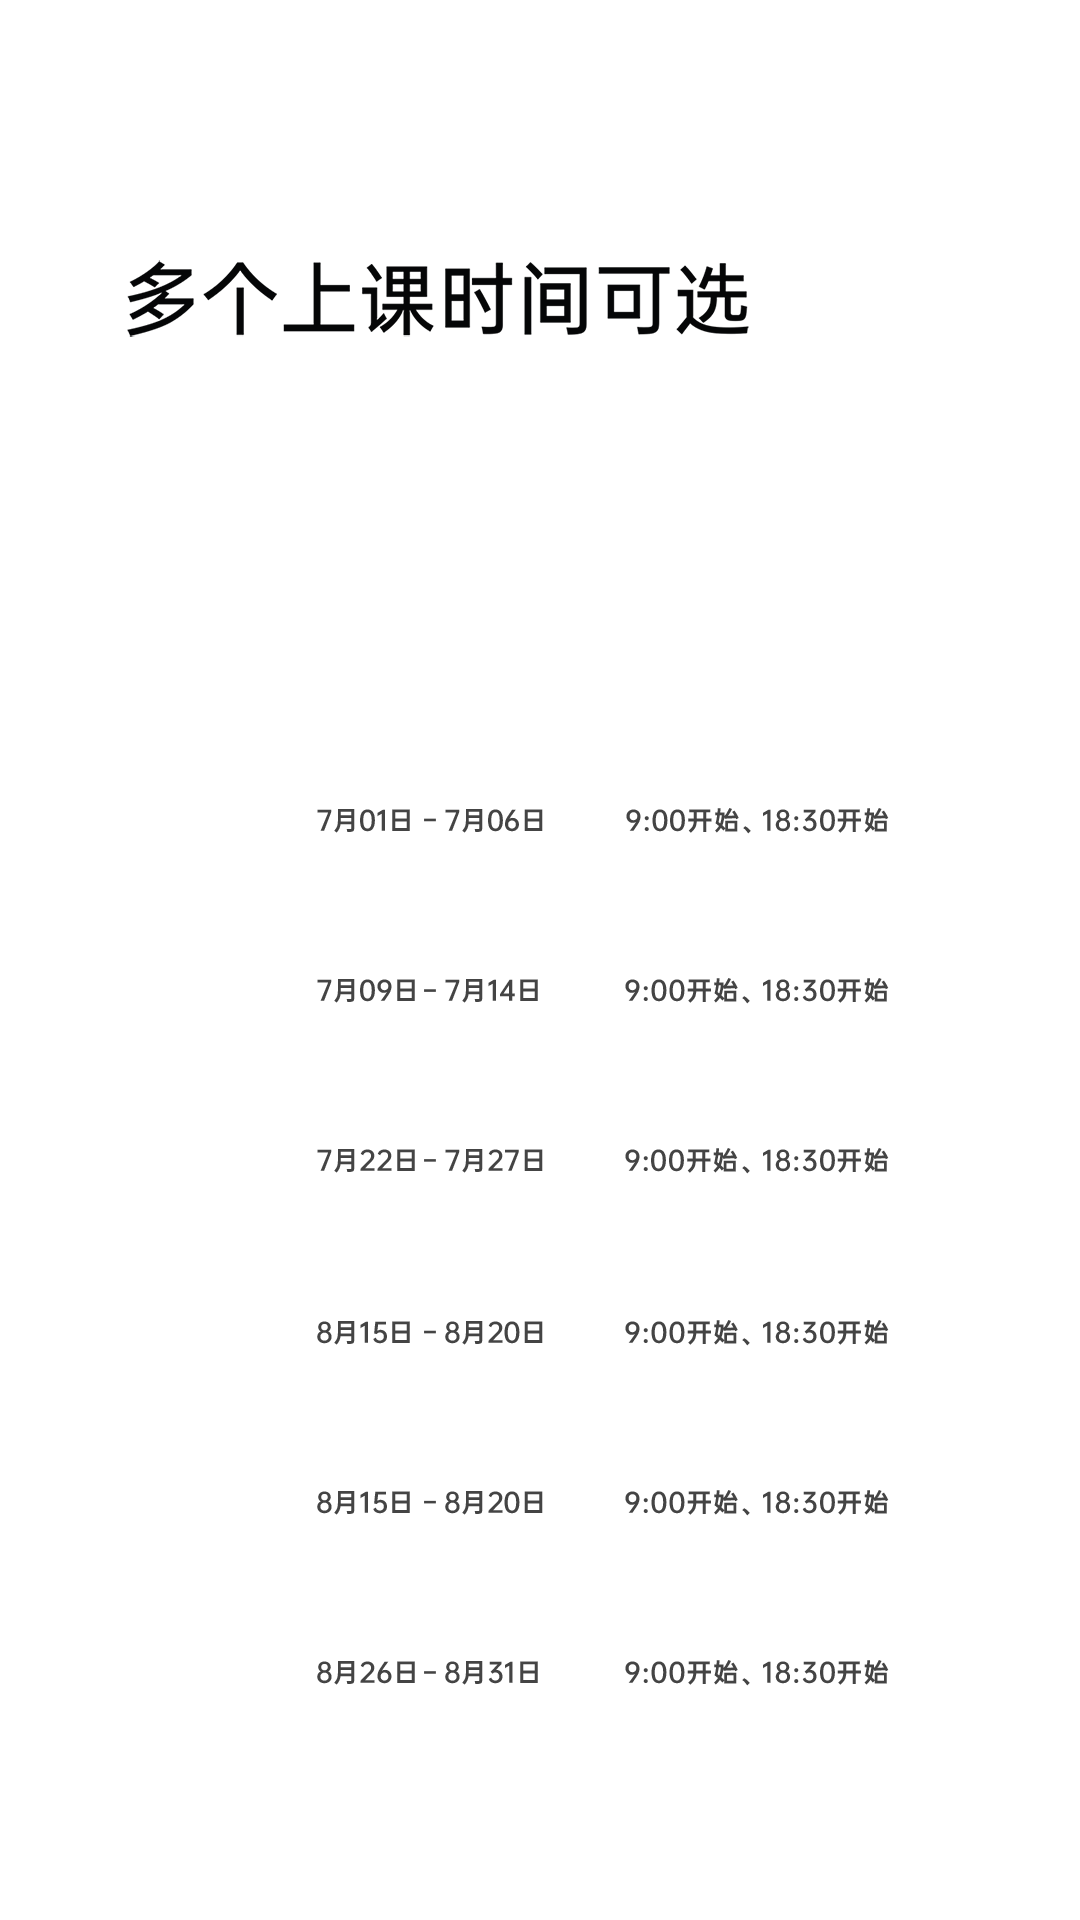 多个上课时间可选
7月01日 - 7月06日 9:00开始、18:30开始
7月09日 - 7月14日 9:00开始、18:30开始
7月22日 - 7月27日 9:00开始、18:30开始
8月15日 - 8月20日 9:00开始、18:30开始
8月15日 - 8月20日 9:00开始、18:30开始
8月26日 - 8月31日 9:00开始、18:30开始